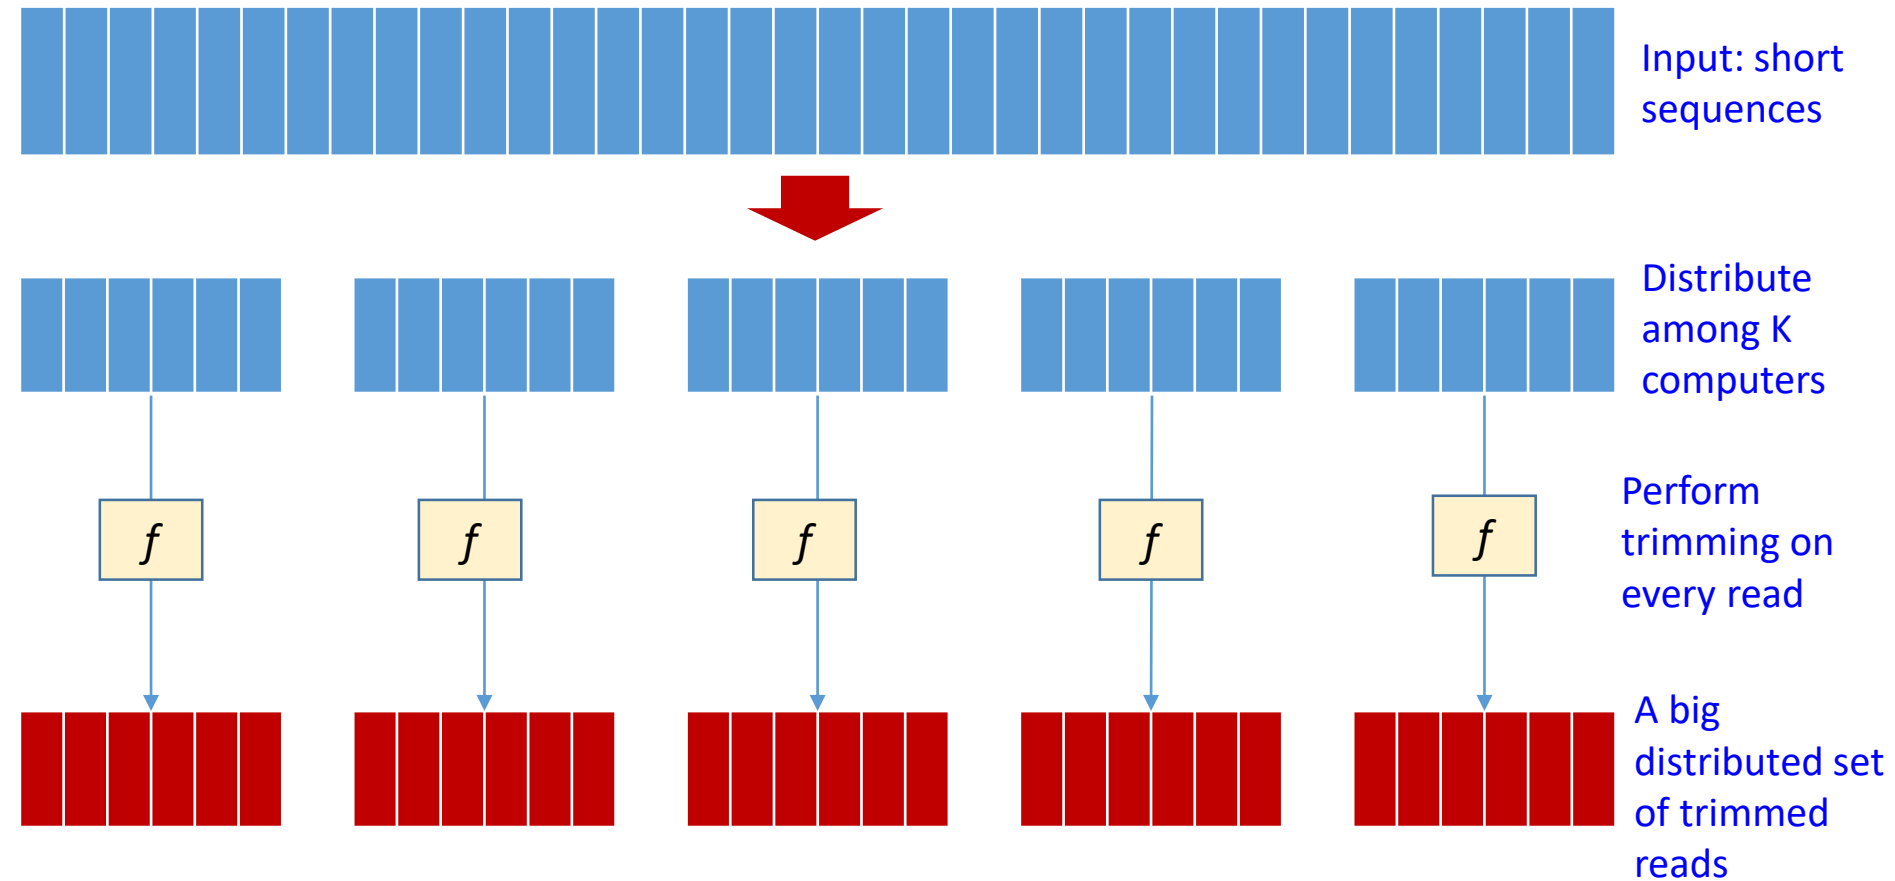 Input: short
sequences
Distribute
among K
computers
f
f
f
f
f
Perform
trimming on
every read
A big
distributed set
of trimmed
reads